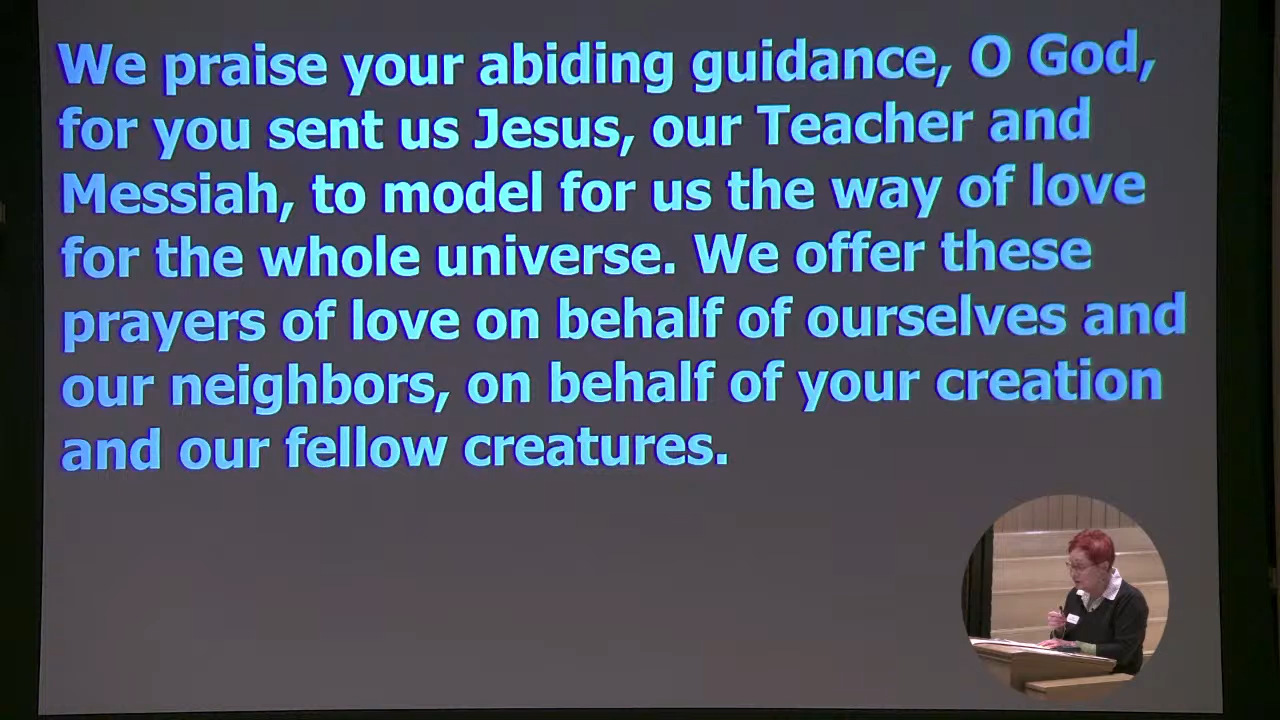 We praise your abiding guidance, O God,
for you sent us Jesus, our Teacher and
Messiah, to model for us the way of love
for the whole universe. We offer these
prayers of love on behalf of ourselves and
our neighbors, on behalf of your creation
and our fellow creatures.